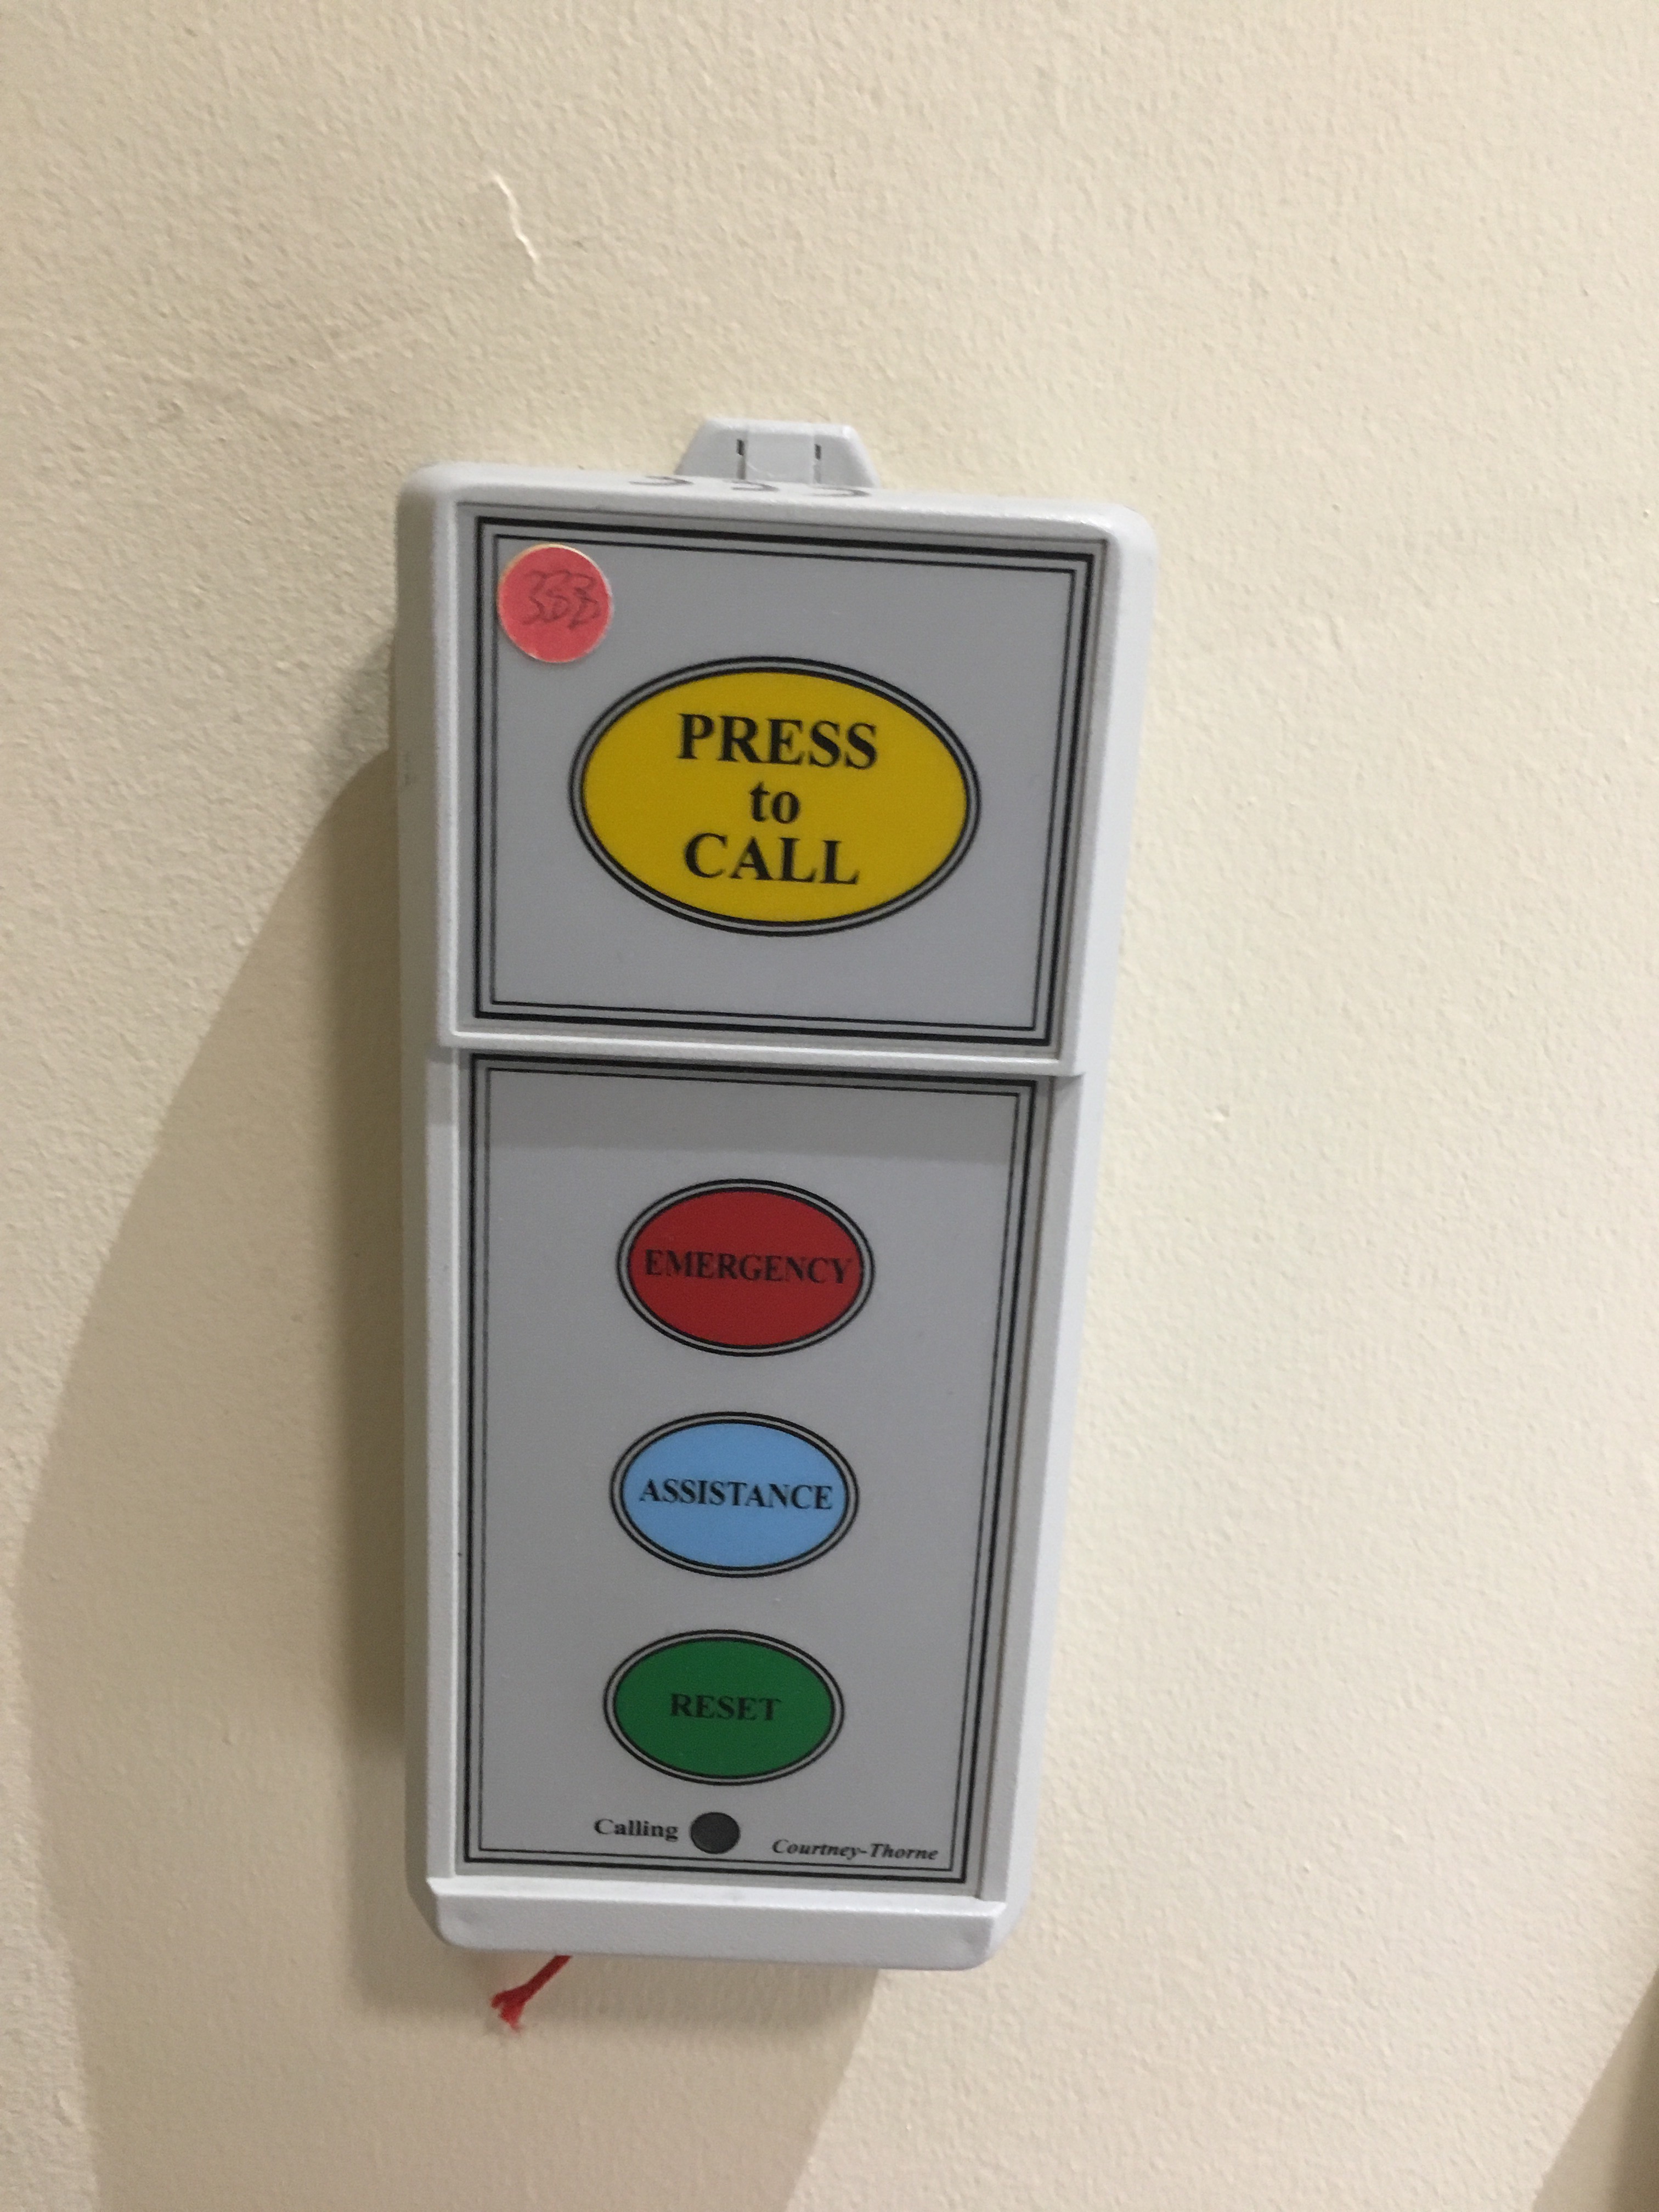 PRESS
to
CALL
EMERGENCY
ASSISTANCE
RESET
Calling
Courtney-Thorne